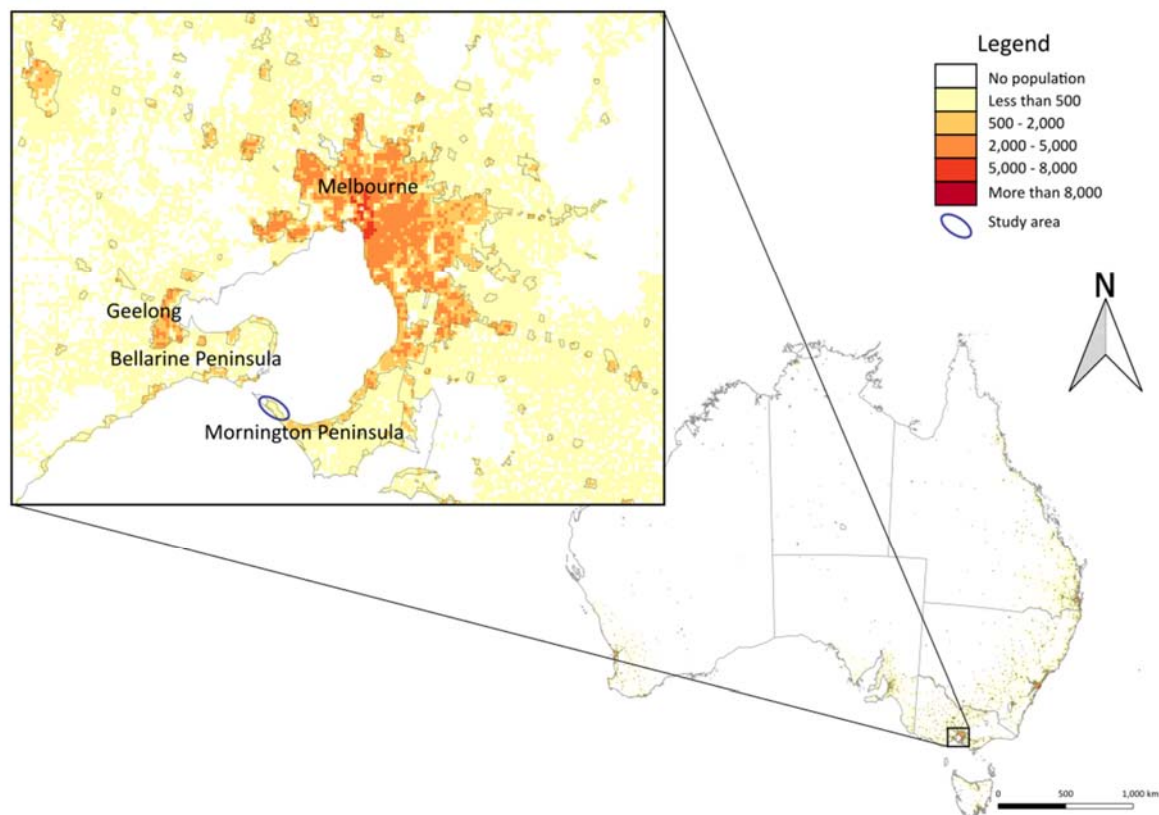 Legend
No population
Less than 500
500 - 2,000
2,000 - 5,000
5,000 - 8,000
More than 8,000
Study area
Melbourne
Geelong
Bellarine Peninsula
Mornington Peninsula
N
0 500 1,000 km